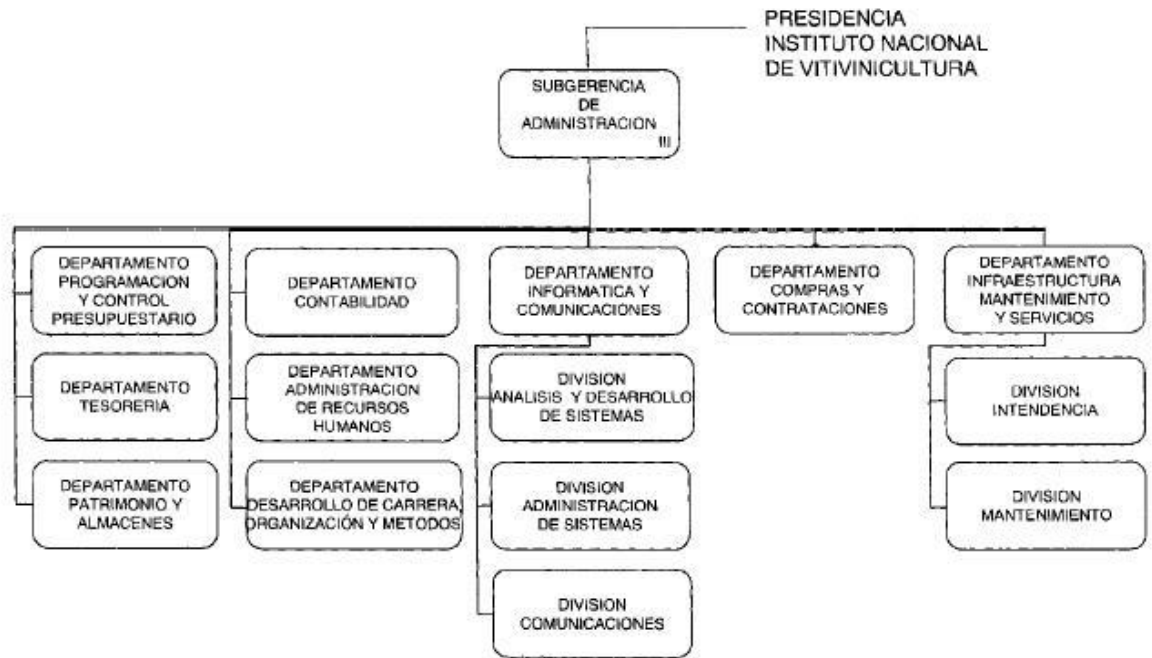 PRESIDENCIA
INSTITUTO NACIONAL
DE VITIVINICULTURA
SUBGERENCIA
DE
ADMINISTRACION
III
DEPARTAMENTO
PROGRAMACION
Y CONTROL
PRESUPUESTARIO
DEPARTAMENTO
CONTABILIDAD
DEPARTAMENTO
INFORMATICA Y
COMUNICACIONES
DEPARTAMENTO
COMPRAS Y
CONTRATACIONES
DEPARTAMENTO
INFRAESTRUCTURA
MANTENIMIENTO
Y SERVICIOS
DEPARTAMENTO
TESORERIA
DEPARTAMENTO
ADMINISTRACION
DE RECURSOS
HUMANOS
DIVISION
ANALISIS Y DESARROLLO
DE SISTEMAS
DIVISION
INTENDENCIA
DEPARTAMENTO
PATRIMONIO Y
ALMACENES
DEPARTAMENTO
DESARROLLO DE CARRERA,
ORGANIZACIÓN Y METODOS
DIVISION
ADMINISTRACION
DE SISTEMAS
DIVISION
MANTENIMIENTO
DIVISION
COMUNICACIONES